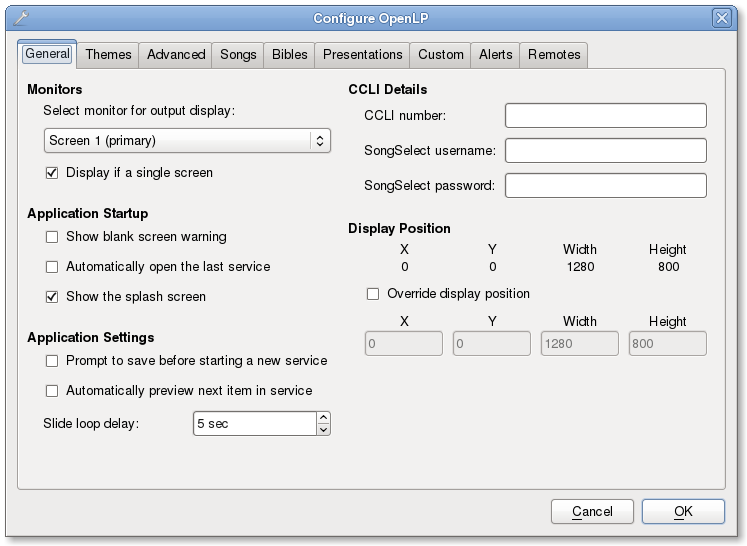 Configure OpenLP
General Themes Advanced Songs Bibles Presentations Custom Alerts Remotes
Monitors
Select monitor for output display:
Screen 1 (primary)
Display if a single screen
Application Startup
Show blank screen warning
Automatically open the last service
Show the splash screen
Application Settings
Prompt to save before starting a new service
Automatically preview next item in service
Slide loop delay: 5 sec
CCLI Details
CCLI number:
SongSelect username:
SongSelect password:
Display Position
X Y Width Height
0 0 1280 800
Override display position
X Y Width Height
0 0 1280 800
Cancel OK